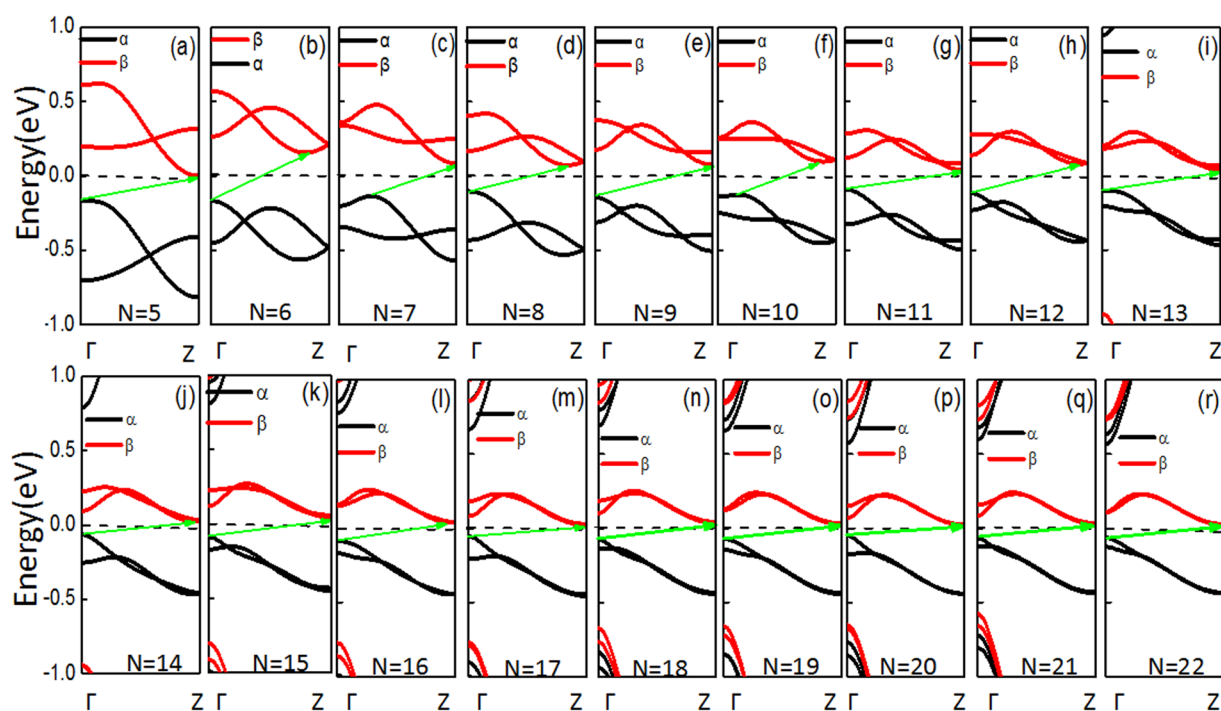 1.0
α
β
(a)
β
α
(b)
α
β
(c)
α
β
(d)
α
β
(e)
α
β
(f)
α
β
(g)
α
β
(h)
α
β
(i)
0.5
0.0
-0.5
-1.0
Energy(eV)
N=5
N=6
N=7
N=8
N=9
N=10
N=11
N=12
N=13
Γ Z Γ Z Γ Z Γ Z Γ Z Γ Z Γ Z Γ Z Γ Z
1.0
α
β
(j)
α
β
(k)
α
β
(l)
α
β
(m)
α
β
(n)
α
β
(o)
α
β
(p)
α
β
(q)
α
β
(r)
0.5
0.0
-0.5
-1.0
Energy(eV)
N=14
N=15
N=16
N=17
N=18
N=19
N=20
N=21
N=22
Γ Z Γ Z Γ Z Γ Z Γ Z Γ Z Γ Z Γ Z Γ Z